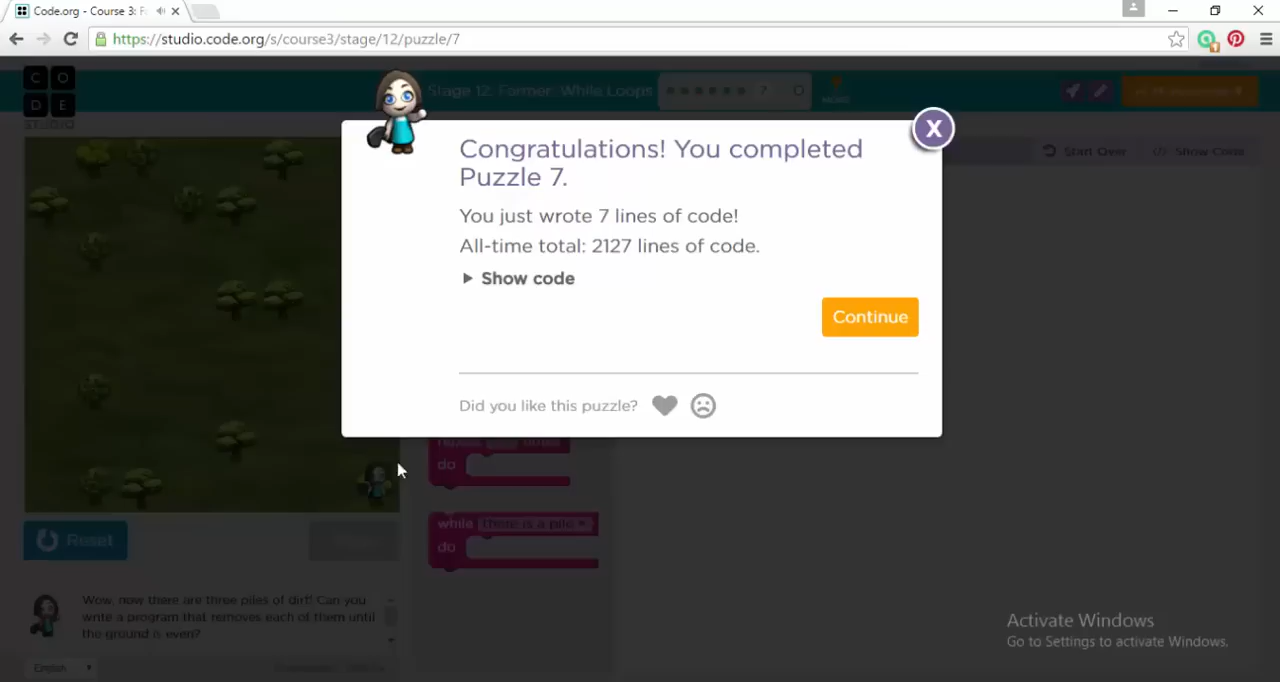 Code.org - Course 3: F
https://studio.code.org/s/course3/stage/12/puzzle/7
C O
D E
STUDIO
Stage 12: Farmer: While Loops
7
MORE
Start Over
Show Code
Congratulations! You completed
Puzzle 7.
You just wrote 7 lines of code!
All-time total: 2127 lines of code.
Show code
Continue
Did you like this puzzle?
do
while there is a pile
do
Reset
Wow, now there are three piles of dirt! Can you
write a program that removes each of them until
the ground is even?
English
Activate Windows
Go to Settings to activate Windows.